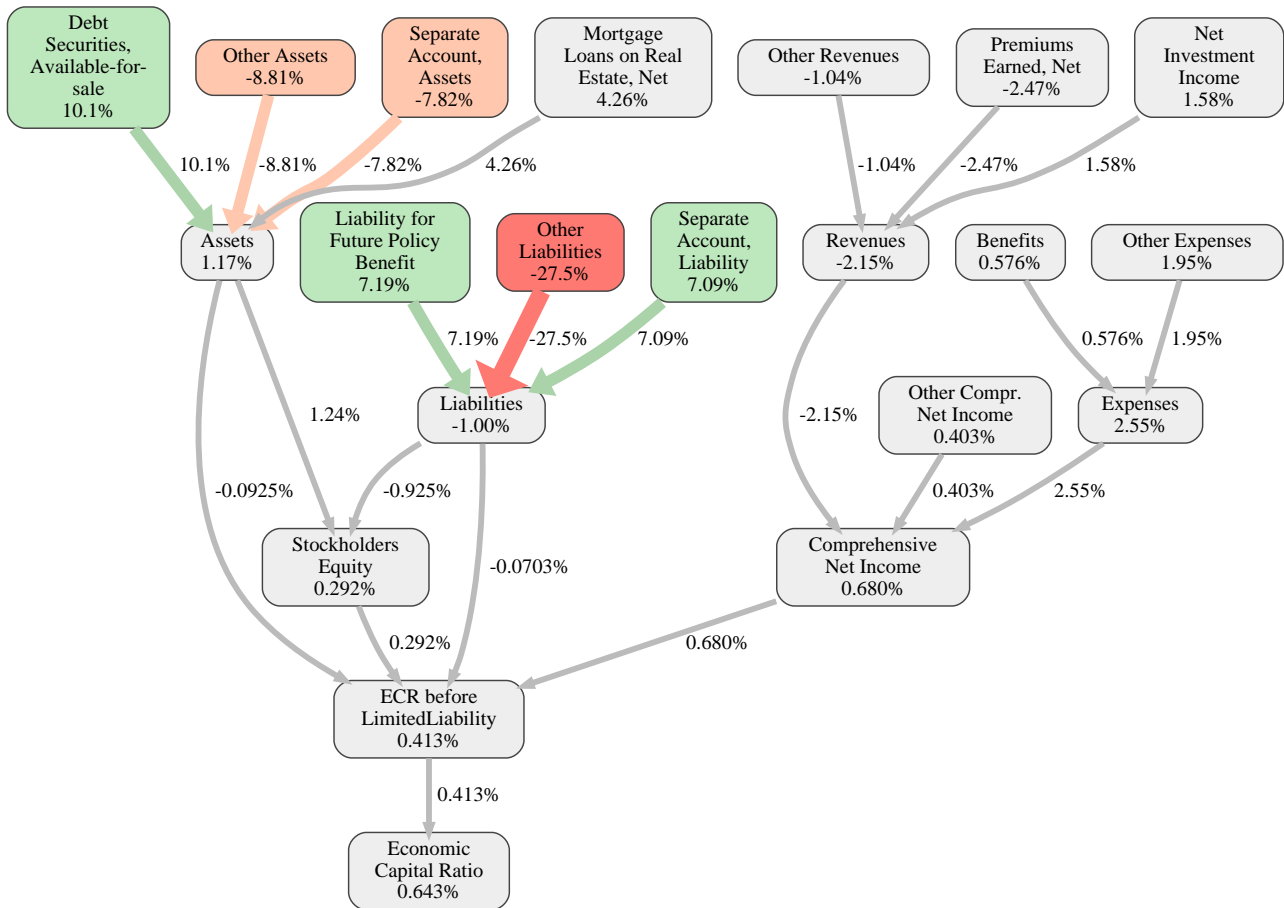 Debt
Securities,
Available-for-
sale
10.1%
Other Assets
-8.81%
Separate
Account,
Assets
-7.82%
Mortgage
Loans on Real
Estate, Net
4.26%
Other Revenues
-1.04%
Premiums
Earned, Net
-2.47%
Net
Investment
Income
1.58%
10.1%
-8.81%
-7.82%
4.26%
-1.04%
-2.47%
1.58%
Assets
1.17%
Liability for
Future Policy
Benefit
7.19%
Other
Liabilities
-27.5%
Separate
Account,
Liability
7.09%
Revenues
-2.15%
Benefits
0.576%
Other Expenses
1.95%
7.19%
-27.5%
7.09%
0.576%
1.95%
1.24%
Liabilities
-1.00%
-2.15%
Other Compr.
Net Income
0.403%
Expenses
2.55%
-0.0925%
-0.925%
0.403%
2.55%
Stockholders
Equity
0.292%
-0.0703%
Comprehensive
Net Income
0.680%
0.292%
0.680%
ECR before
LimitedLiability
0.413%
0.413%
Economic
Capital Ratio
0.643%